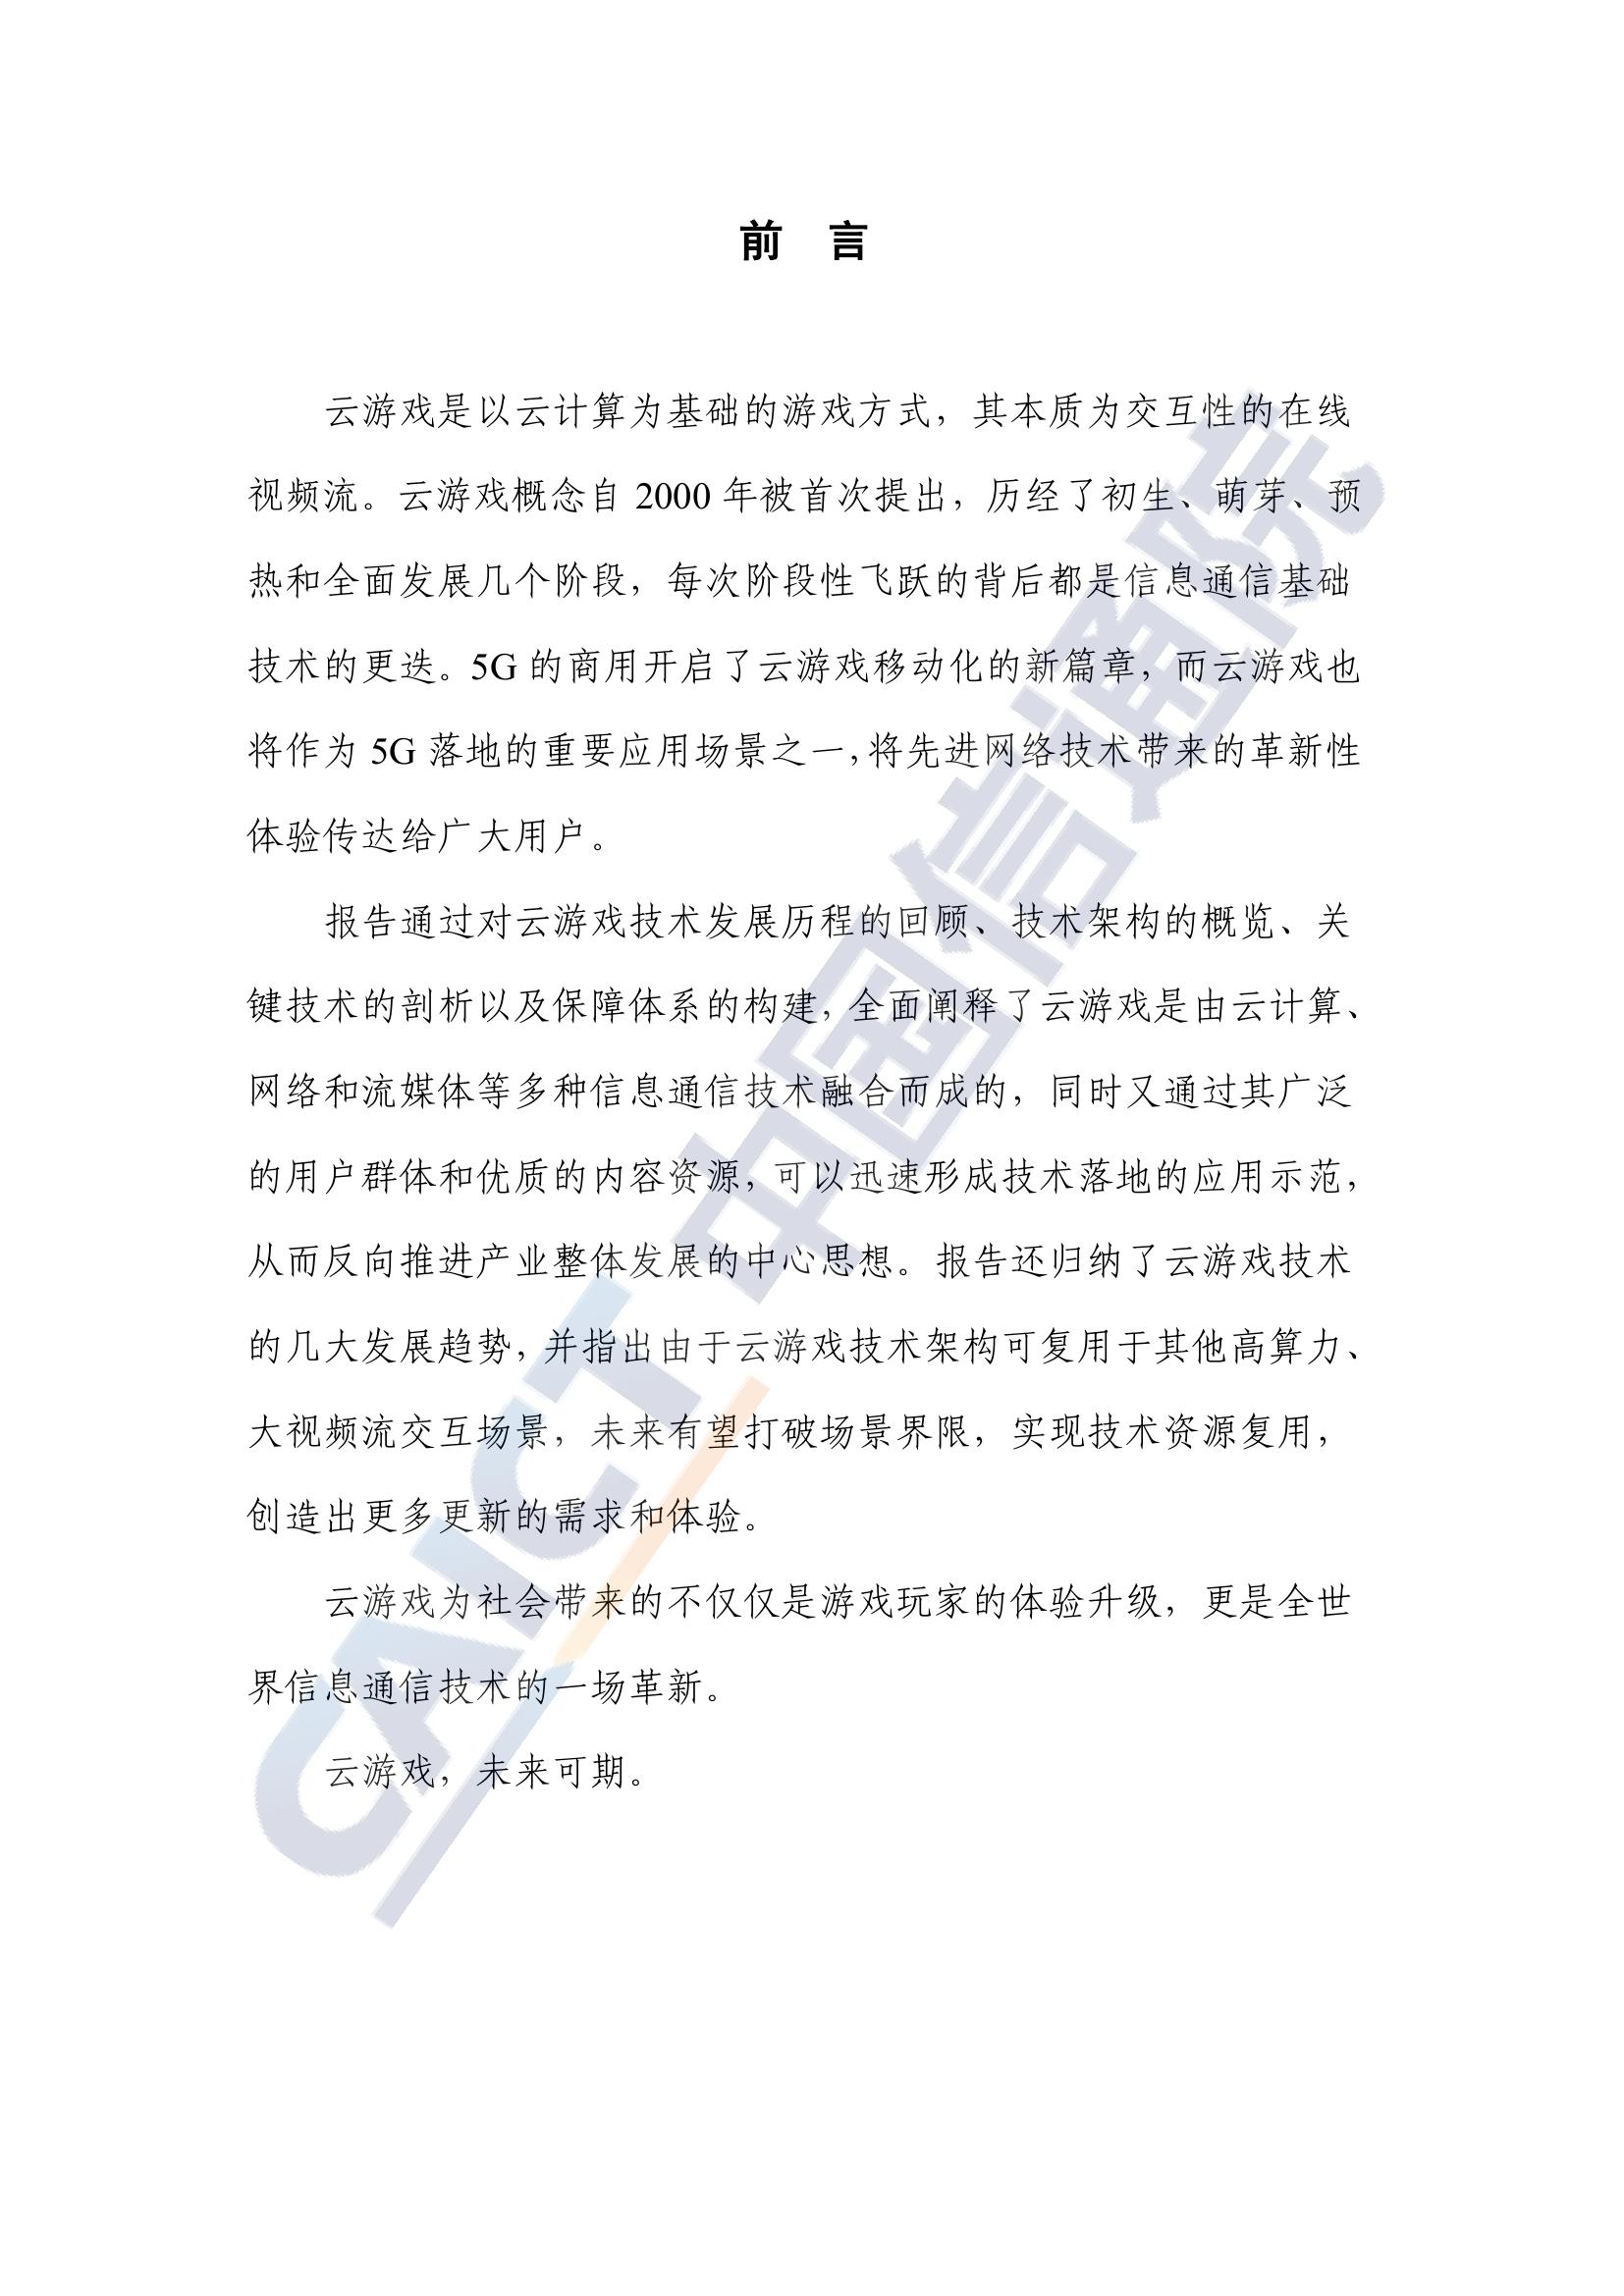 前 言
云游戏是以云计算为基础的游戏方式，其本质为交互性的在线
视频流。云游戏概念自 2000 年被首次提出，历经了初生、萌芽、预
热和全面发展几个阶段，每次阶段性飞跃的背后都是信息通信基础
技术的更迭。5G 的商用开启了云游戏移动化的新篇章，而云游戏也
将作为 5G 落地的重要应用场景之一，将先进网络技术带来的革新性
体验传达给广大用户。
报告通过对云游戏技术发展历程的回顾、技术架构的概览、关
键技术的剖析以及保障体系的构建，全面阐释了云游戏是由云计算、
网络和流媒体等多种信息通信技术融合而成的，同时又通过其广泛
的用户群体和优质的内容资源，可以迅速形成技术落地的应用示范，
从而反向推进产业整体发展的中心思想。报告还归纳了云游戏技术
的几大发展趋势，并指出由于云游戏技术架构可复用于其他高算力、
大视频流交互场景，未来有望打破场景界限，实现技术资源复用，
创造出更多更新的需求和体验。
云游戏为社会带来的不仅仅是游戏玩家的体验升级，更是全世
界信息通信技术的一场革新。
云游戏，未来可期。
CAICT 中国信通院